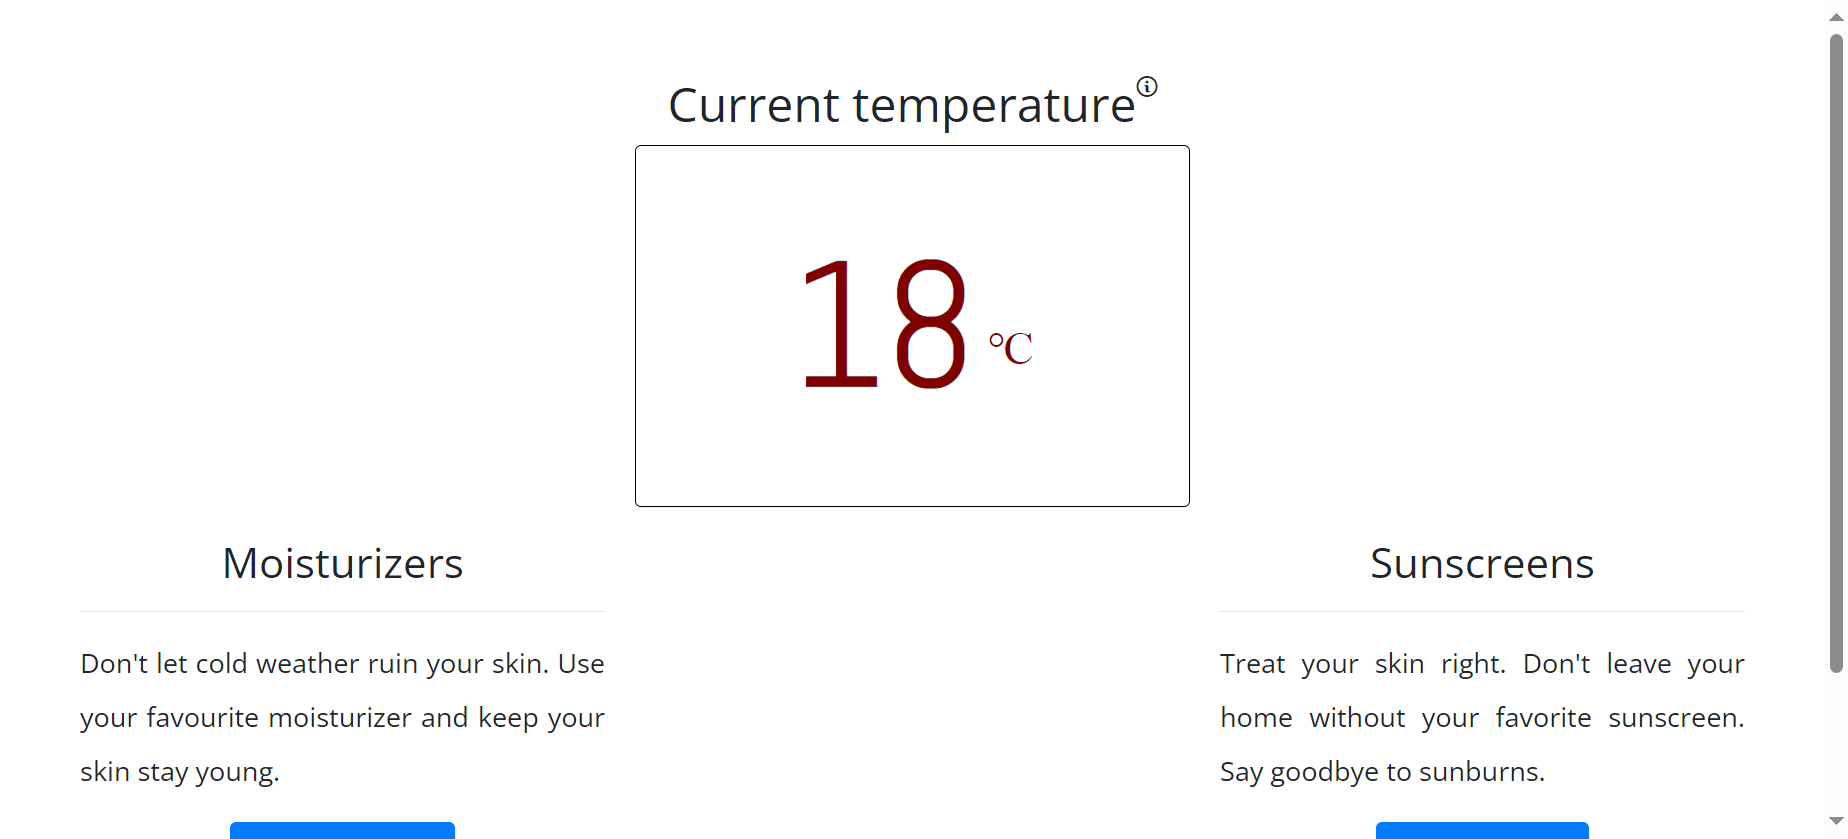 Current temperature
18 ℃
Moisturizers
Don't let cold weather ruin your skin. Use
your favourite moisturizer and keep your
skin stay young.
Sunscreens
Treat your skin right. Don't leave your
home without your favorite sunscreen.
Say goodbye to sunburns.